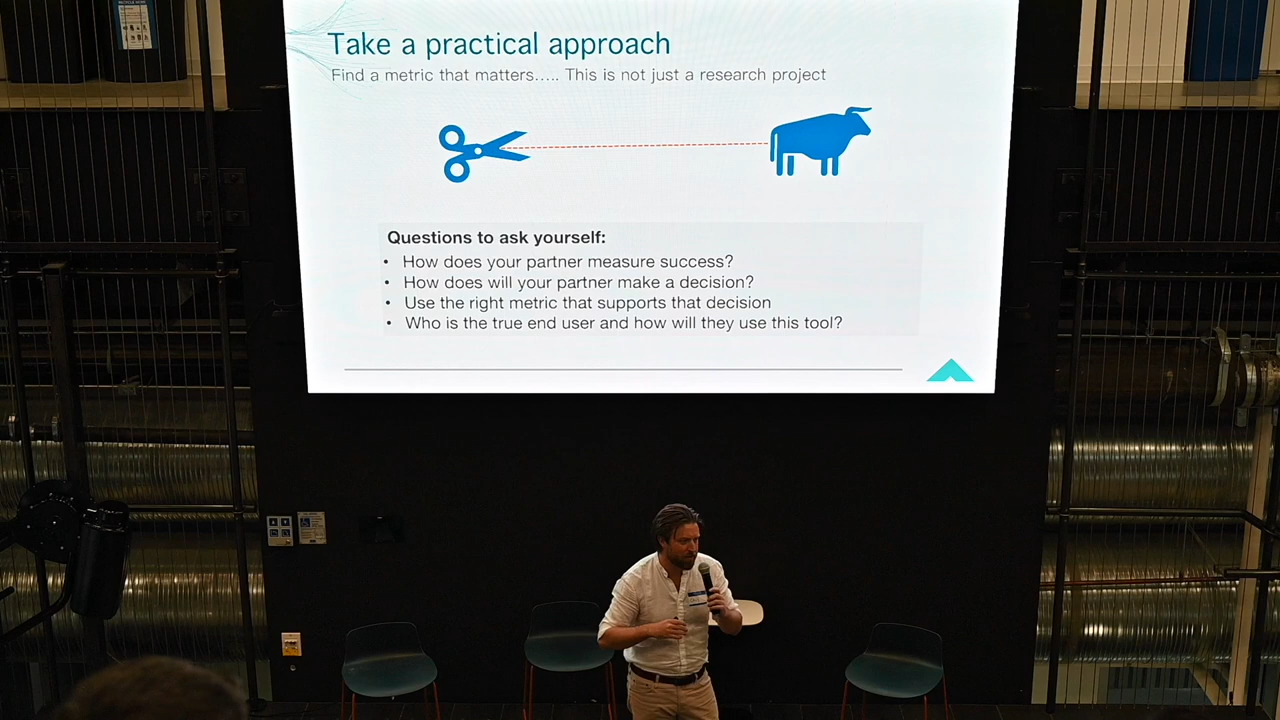 Take a practical approach
Find a metric that matters..... This is not just a research project
Questions to ask yourself:
• How does your partner measure success?
• How does will your partner make a decision?
• Use the right metric that supports that decision
• Who is the true end user and how will they use this tool?